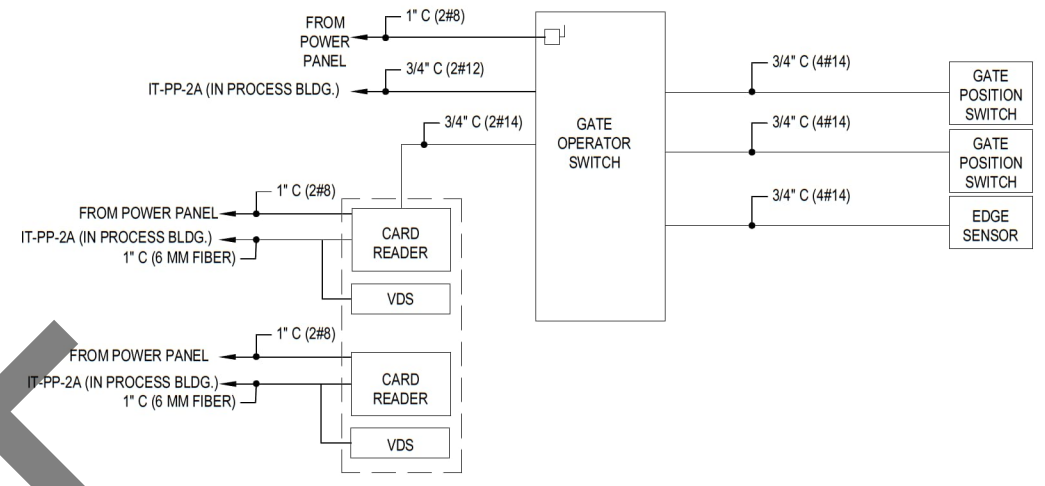 FROM
POWER
PANEL
1" C (2#8)
IT-PP-2A (IN PROCESS BLDG.)
3/4" C (2#12)
3/4" C (2#14)
GATE
OPERATOR
SWITCH
3/4" C (4#14)
GATE
POSITION
SWITCH
3/4" C (4#14)
GATE
POSITION
SWITCH
3/4" C (4#14)
EDGE
SENSOR
1" C (2#8)
FROM POWER PANEL
IT-PP-2A (IN PROCESS BLDG.)
1" C (6 MM FIBER)
CARD
READER
VDS
1" C (2#8)
FROM POWER PANEL
IT-PP-2A (IN PROCESS BLDG.)
1" C (6 MM FIBER)
CARD
READER
VDS